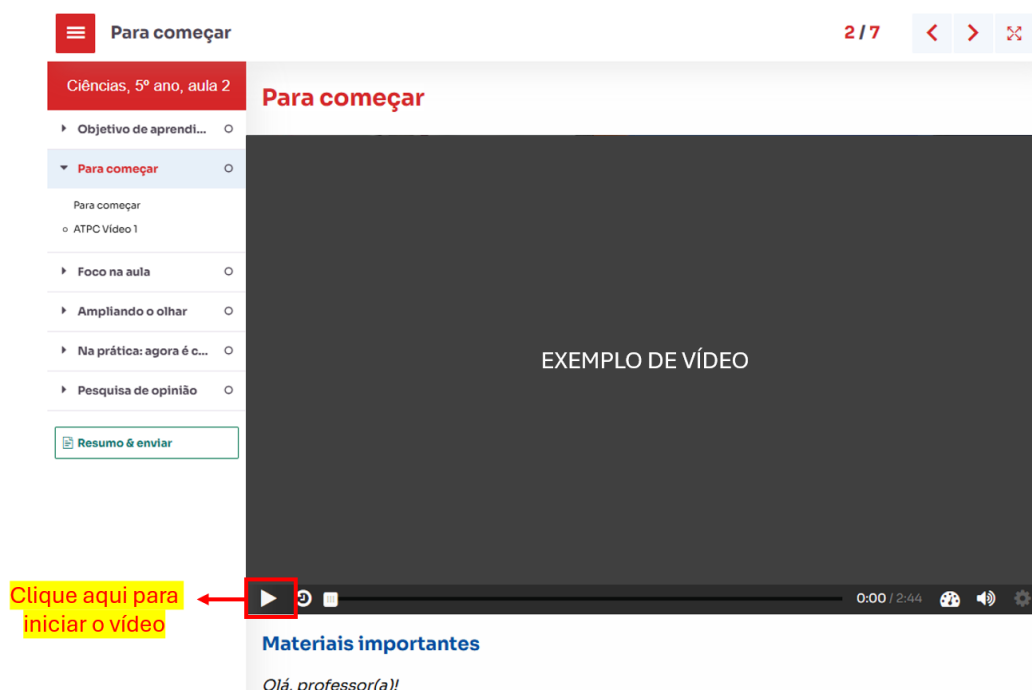 Para começar
2 / 7
Ciências, 5º ano, aula 2
Objetivo de aprendi...
Para começar
Para começar
ATPC Vídeo 1
Foco na aula
Ampliando o olhar
Na prática: agora é c...
Pesquisa de opinião
Resumo & enviar
Para começar
EXEMPLO DE VÍDEO
0:00 / 2:44
Clique aqui para
iniciar o vídeo
Materiais importantes
Olá, professor(a)!